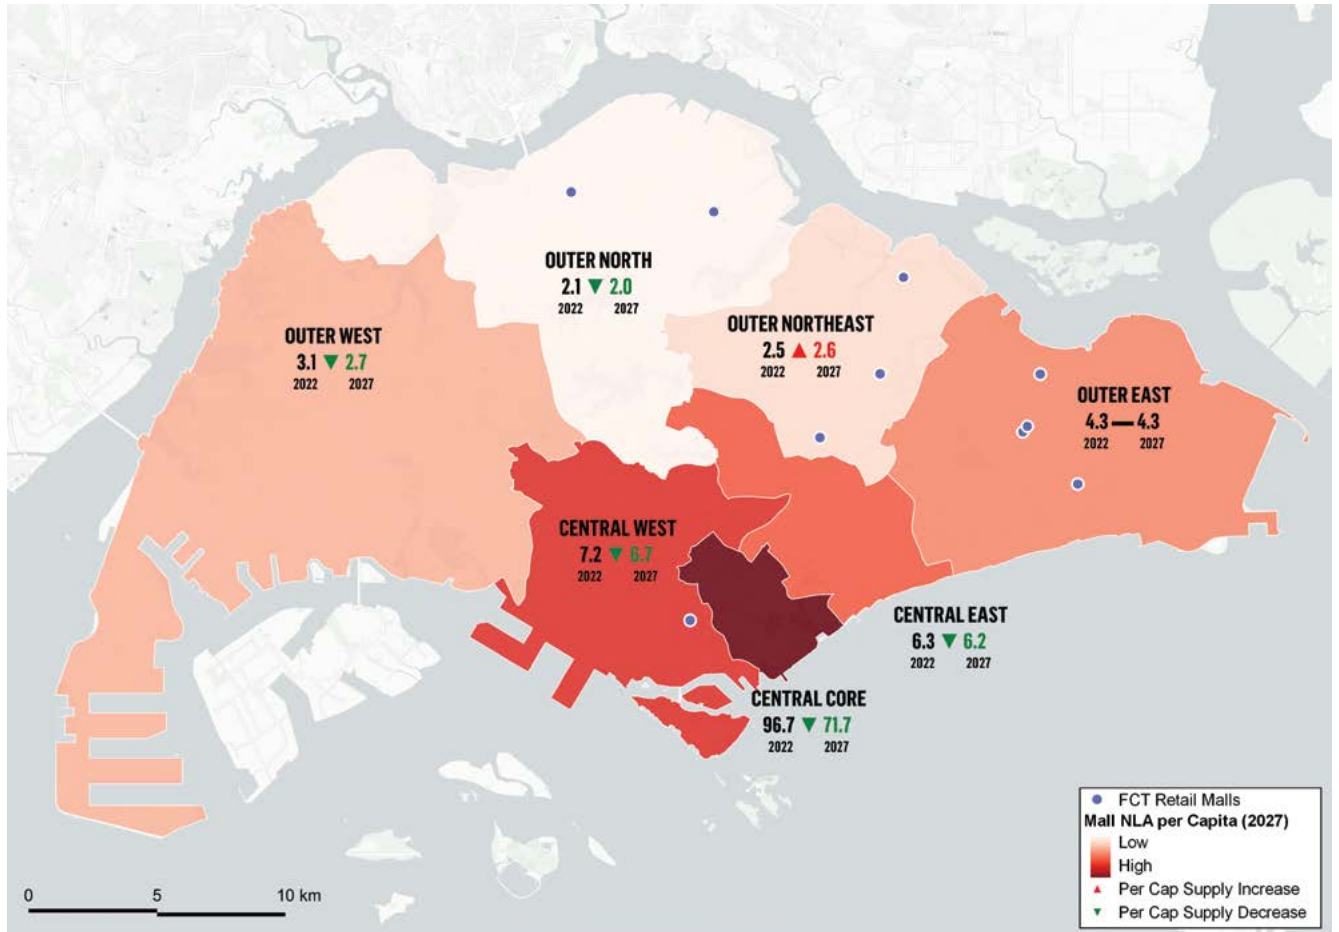 OUTER NORTH
2.1 ▼ 2.0
2022 2027
OUTER WEST
3.1 ▼ 2.7
2022 2027
OUTER NORTHEAST
2.5 ▲ 2.6
2022 2027
OUTER EAST
4.3 — 4.3
2022 2027
CENTRAL WEST
7.2 ▼ 6.7
2022 2027
CENTRAL EAST
6.3 ▼ 6.2
2022 2027
CENTRAL CORE
96.7 ▼ 71.7
2022 2027
FCT Retail Malls
Mall NLA per Capita (2027)
Low
High
▲ Per Cap Supply Increase
▼ Per Cap Supply Decrease
0 5 10 km